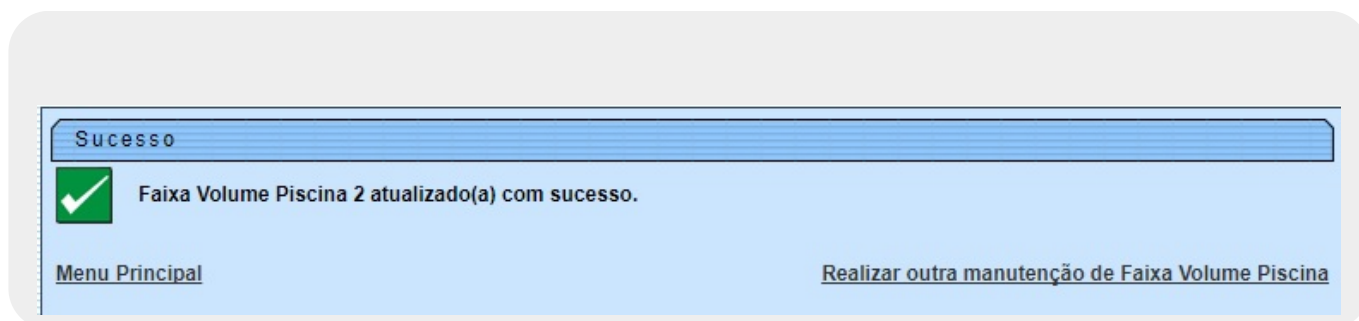 Sucesso
Faixa Volume Piscina 2 atualizado(a) com sucesso.
Menu Principal Realizar outra manutenção de Faixa Volume Piscina